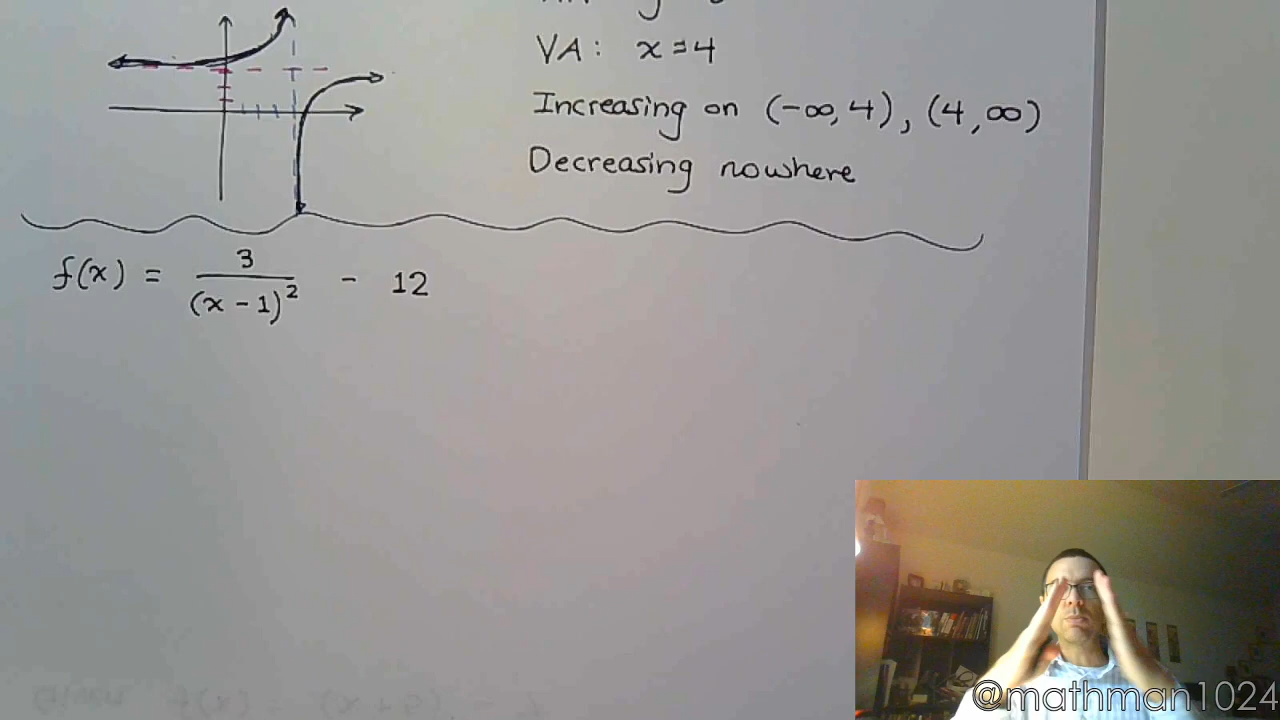 VA: x=4
Increasing on (-∞,4), (4,∞)
Decreasing nowhere
f(x) = 3/(x-1)² - 12
@mathman1024